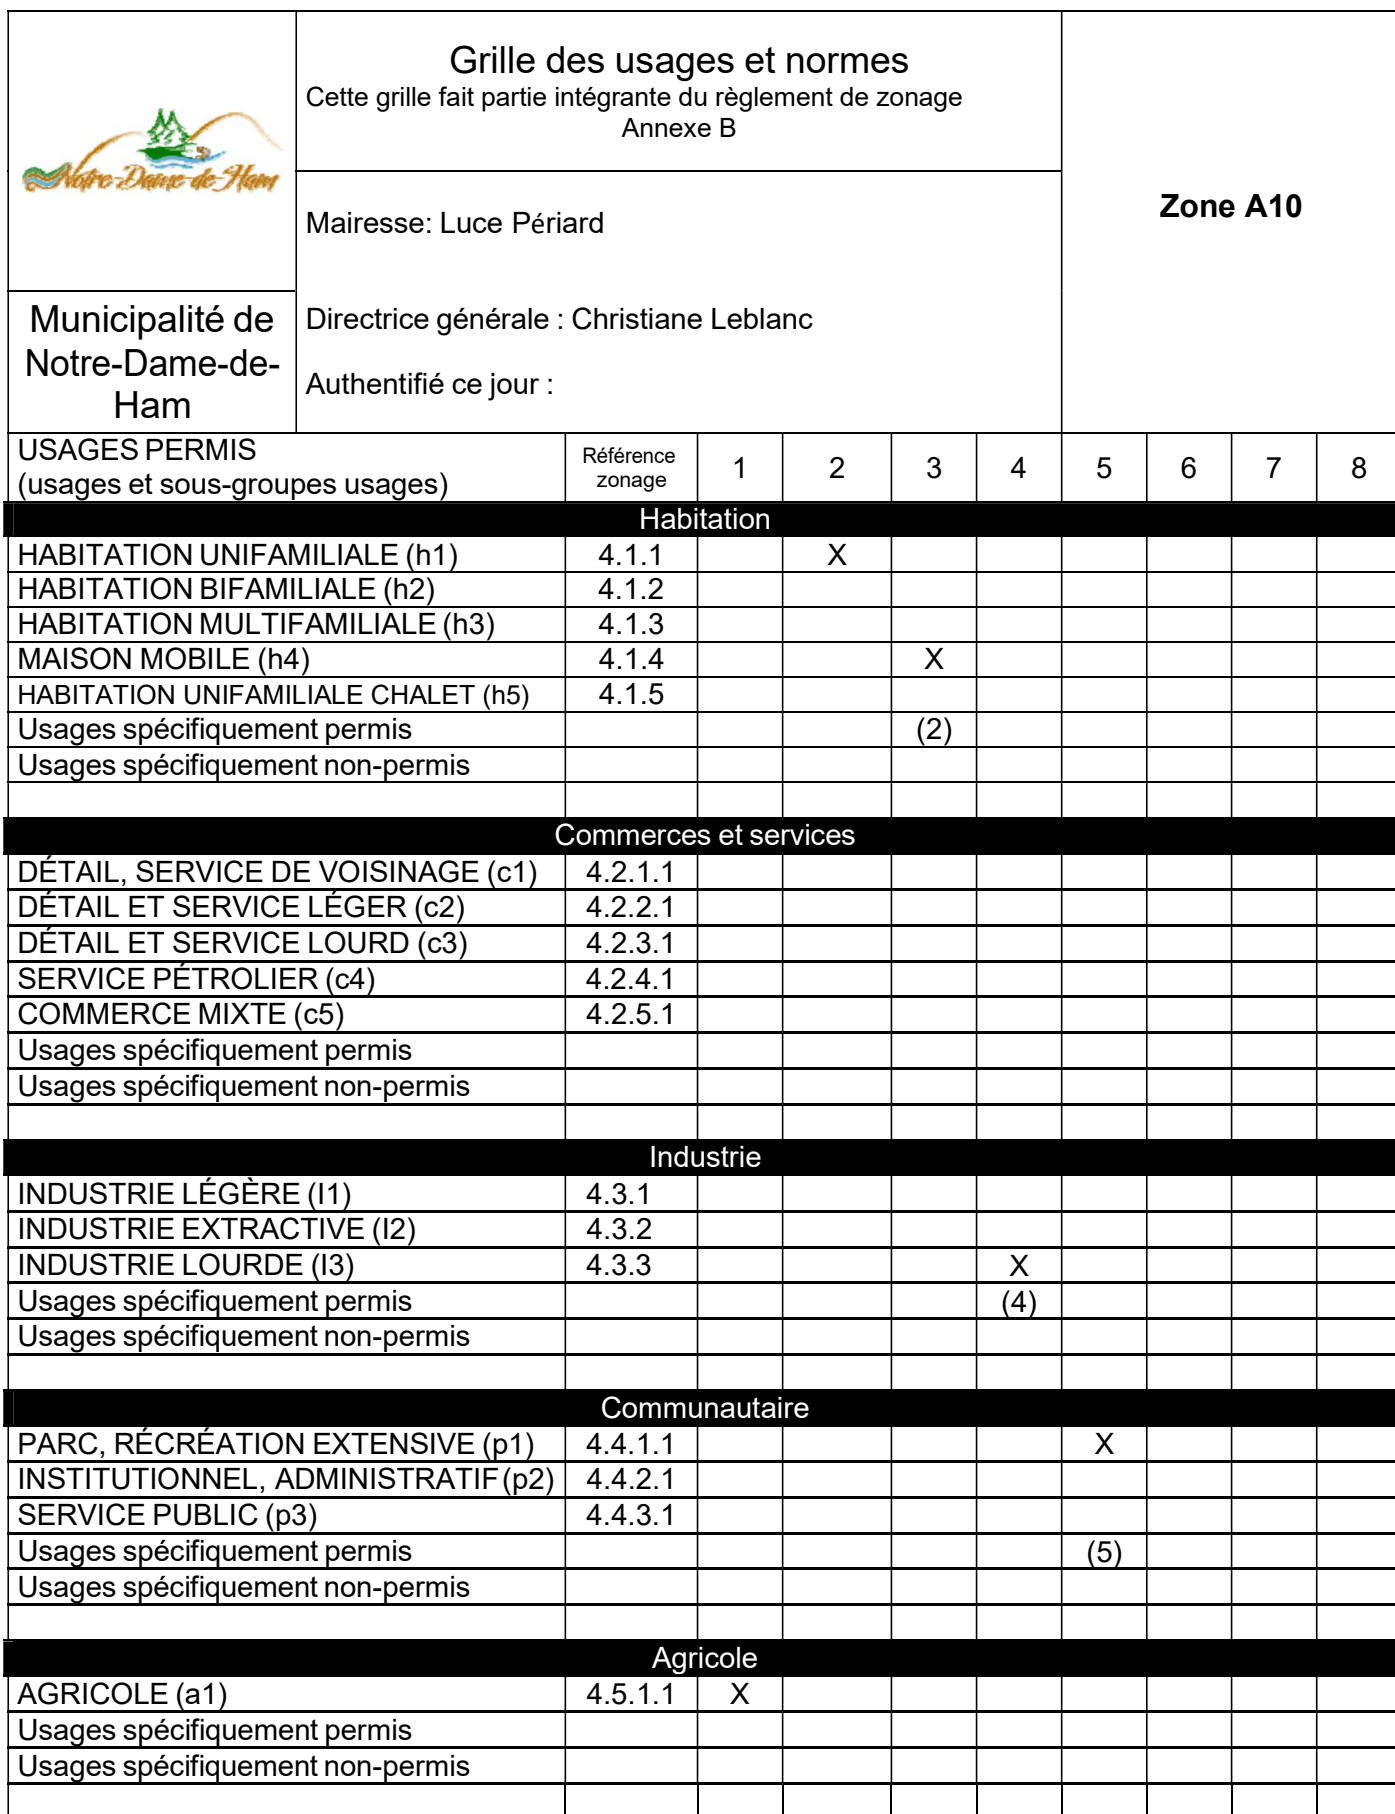 Grille des usages et normes
Cette grille fait partie intégrante du règlement de zonage
Annexe B
Notre-Dame-de-Ham
Zone A10
Mairesse: Luce Périard
Municipalité de
Notre-Dame-de-
Ham
Directrice générale : Christiane Leblanc
Authentifié ce jour :
USAGES PERMIS
(usages et sous-groupes usages) Référence zonage 1 2 3 4 5 6 7 8
Habitation
HABITATION UNIFAMILIALE (h1) 4.1.1 X
HABITATION BIFAMILIALE (h2) 4.1.2
HABITATION MULTIFAMILIALE (h3) 4.1.3
MAISON MOBILE (h4) 4.1.4 X
HABITATION UNIFAMILIALE CHALET (h5) 4.1.5
Usages spécifiquement permis (2)
Usages spécifiquement non-permis
Commerces et services
DÉTAIL, SERVICE DE VOISINAGE (c1) 4.2.1.1
DÉTAIL ET SERVICE LÉGER (c2) 4.2.2.1
DÉTAIL ET SERVICE LOURD (c3) 4.2.3.1
SERVICE PÉTROLIER (c4) 4.2.4.1
COMMERCE MIXTE (c5) 4.2.5.1
Usages spécifiquement permis
Usages spécifiquement non-permis
Industrie
INDUSTRIE LÉGÈRE (I1) 4.3.1
INDUSTRIE EXTRACTIVE (I2) 4.3.2
INDUSTRIE LOURDE (I3) 4.3.3 X
Usages spécifiquement permis (4)
Usages spécifiquement non-permis
Communautaire
PARC, RÉCRÉATION EXTENSIVE (p1) 4.4.1.1 X
INSTITUTIONNEL, ADMINISTRATIF (p2) 4.4.2.1
SERVICE PUBLIC (p3) 4.4.3.1
Usages spécifiquement permis (5)
Usages spécifiquement non-permis
Agricole
AGRICOLE (a1) 4.5.1.1 X
Usages spécifiquement permis
Usages spécifiquement non-permis